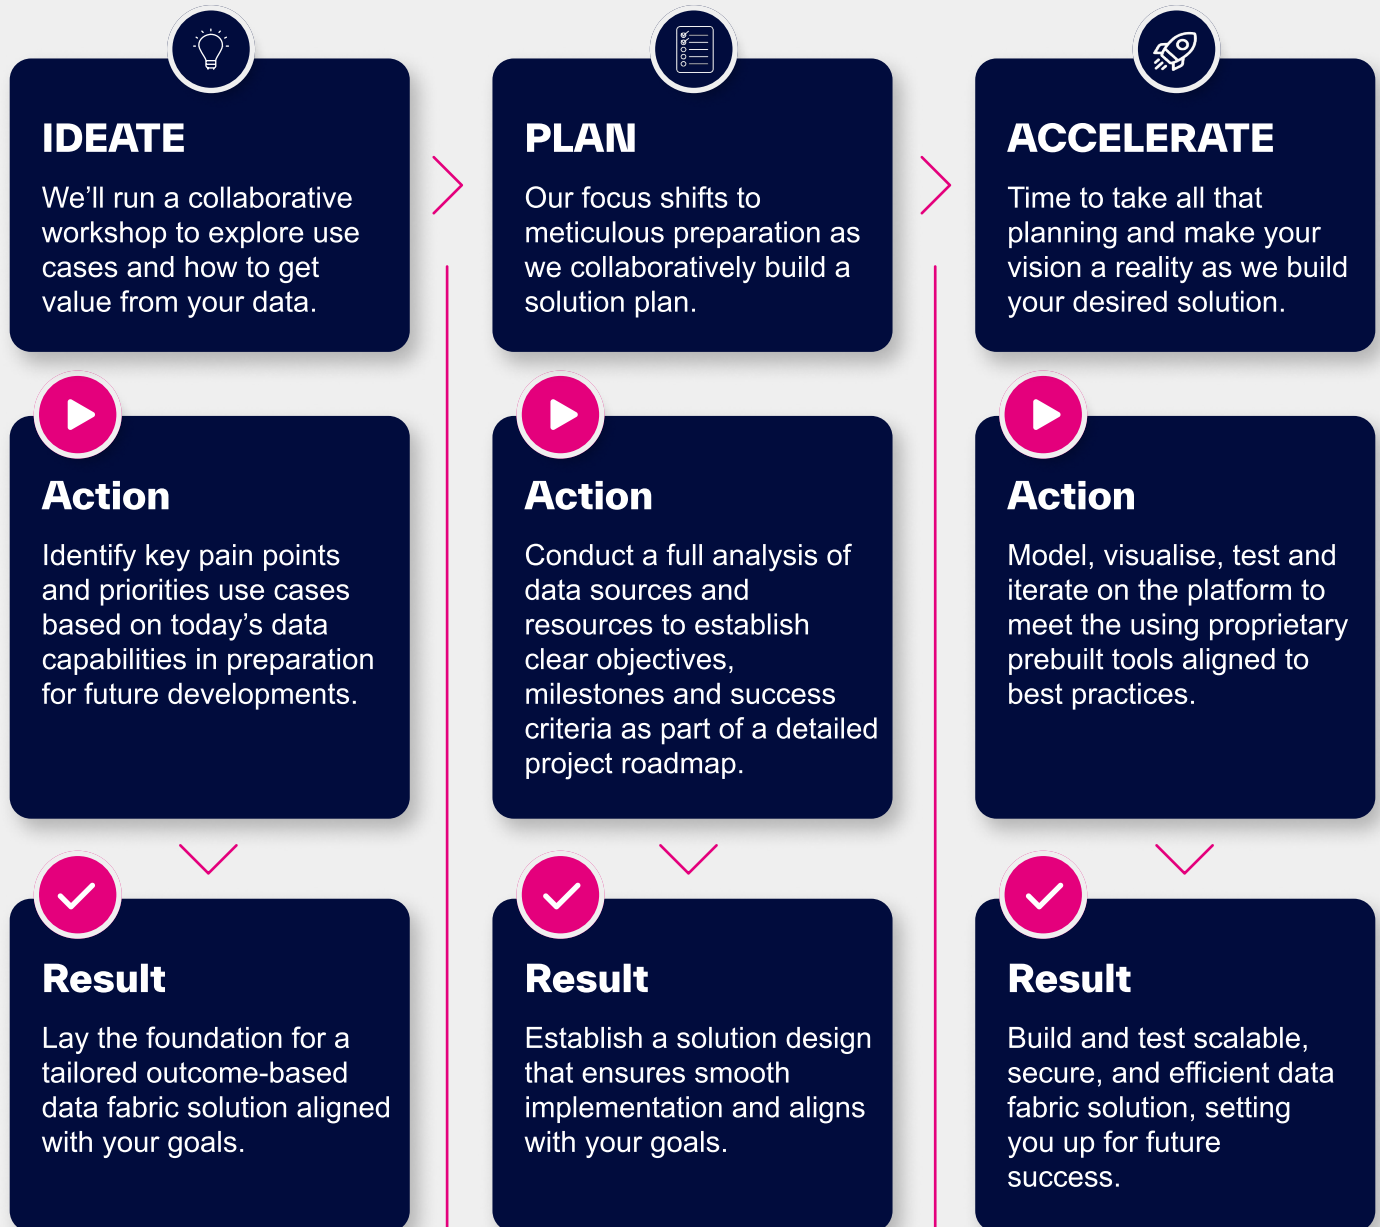 IDEATE
We'll run a collaborative
workshop to explore use
cases and how to get
value from your data.
Action
Identify key pain points
and priorities use cases
based on today's data
capabilities in preparation
for future developments.
Result
Lay the foundation for a
tailored outcome-based
data fabric solution aligned
with your goals.
PLAN
Our focus shifts to
meticulous preparation as
we collaboratively build a
solution plan.
Action
Conduct a full analysis of
data sources and
resources to establish
clear objectives,
milestones and success
criteria as part of a detailed
project roadmap.
Result
Establish a solution design
that ensures smooth
implementation and aligns
with your goals.
ACCELERATE
Time to take all that
planning and make your
vision a reality as we build
your desired solution.
Action
Model, visualise, test and
iterate on the platform to
meet the using proprietary
prebuilt tools aligned to
best practices.
Result
Build and test scalable,
secure, and efficient data
fabric solution, setting
you up for future
success.